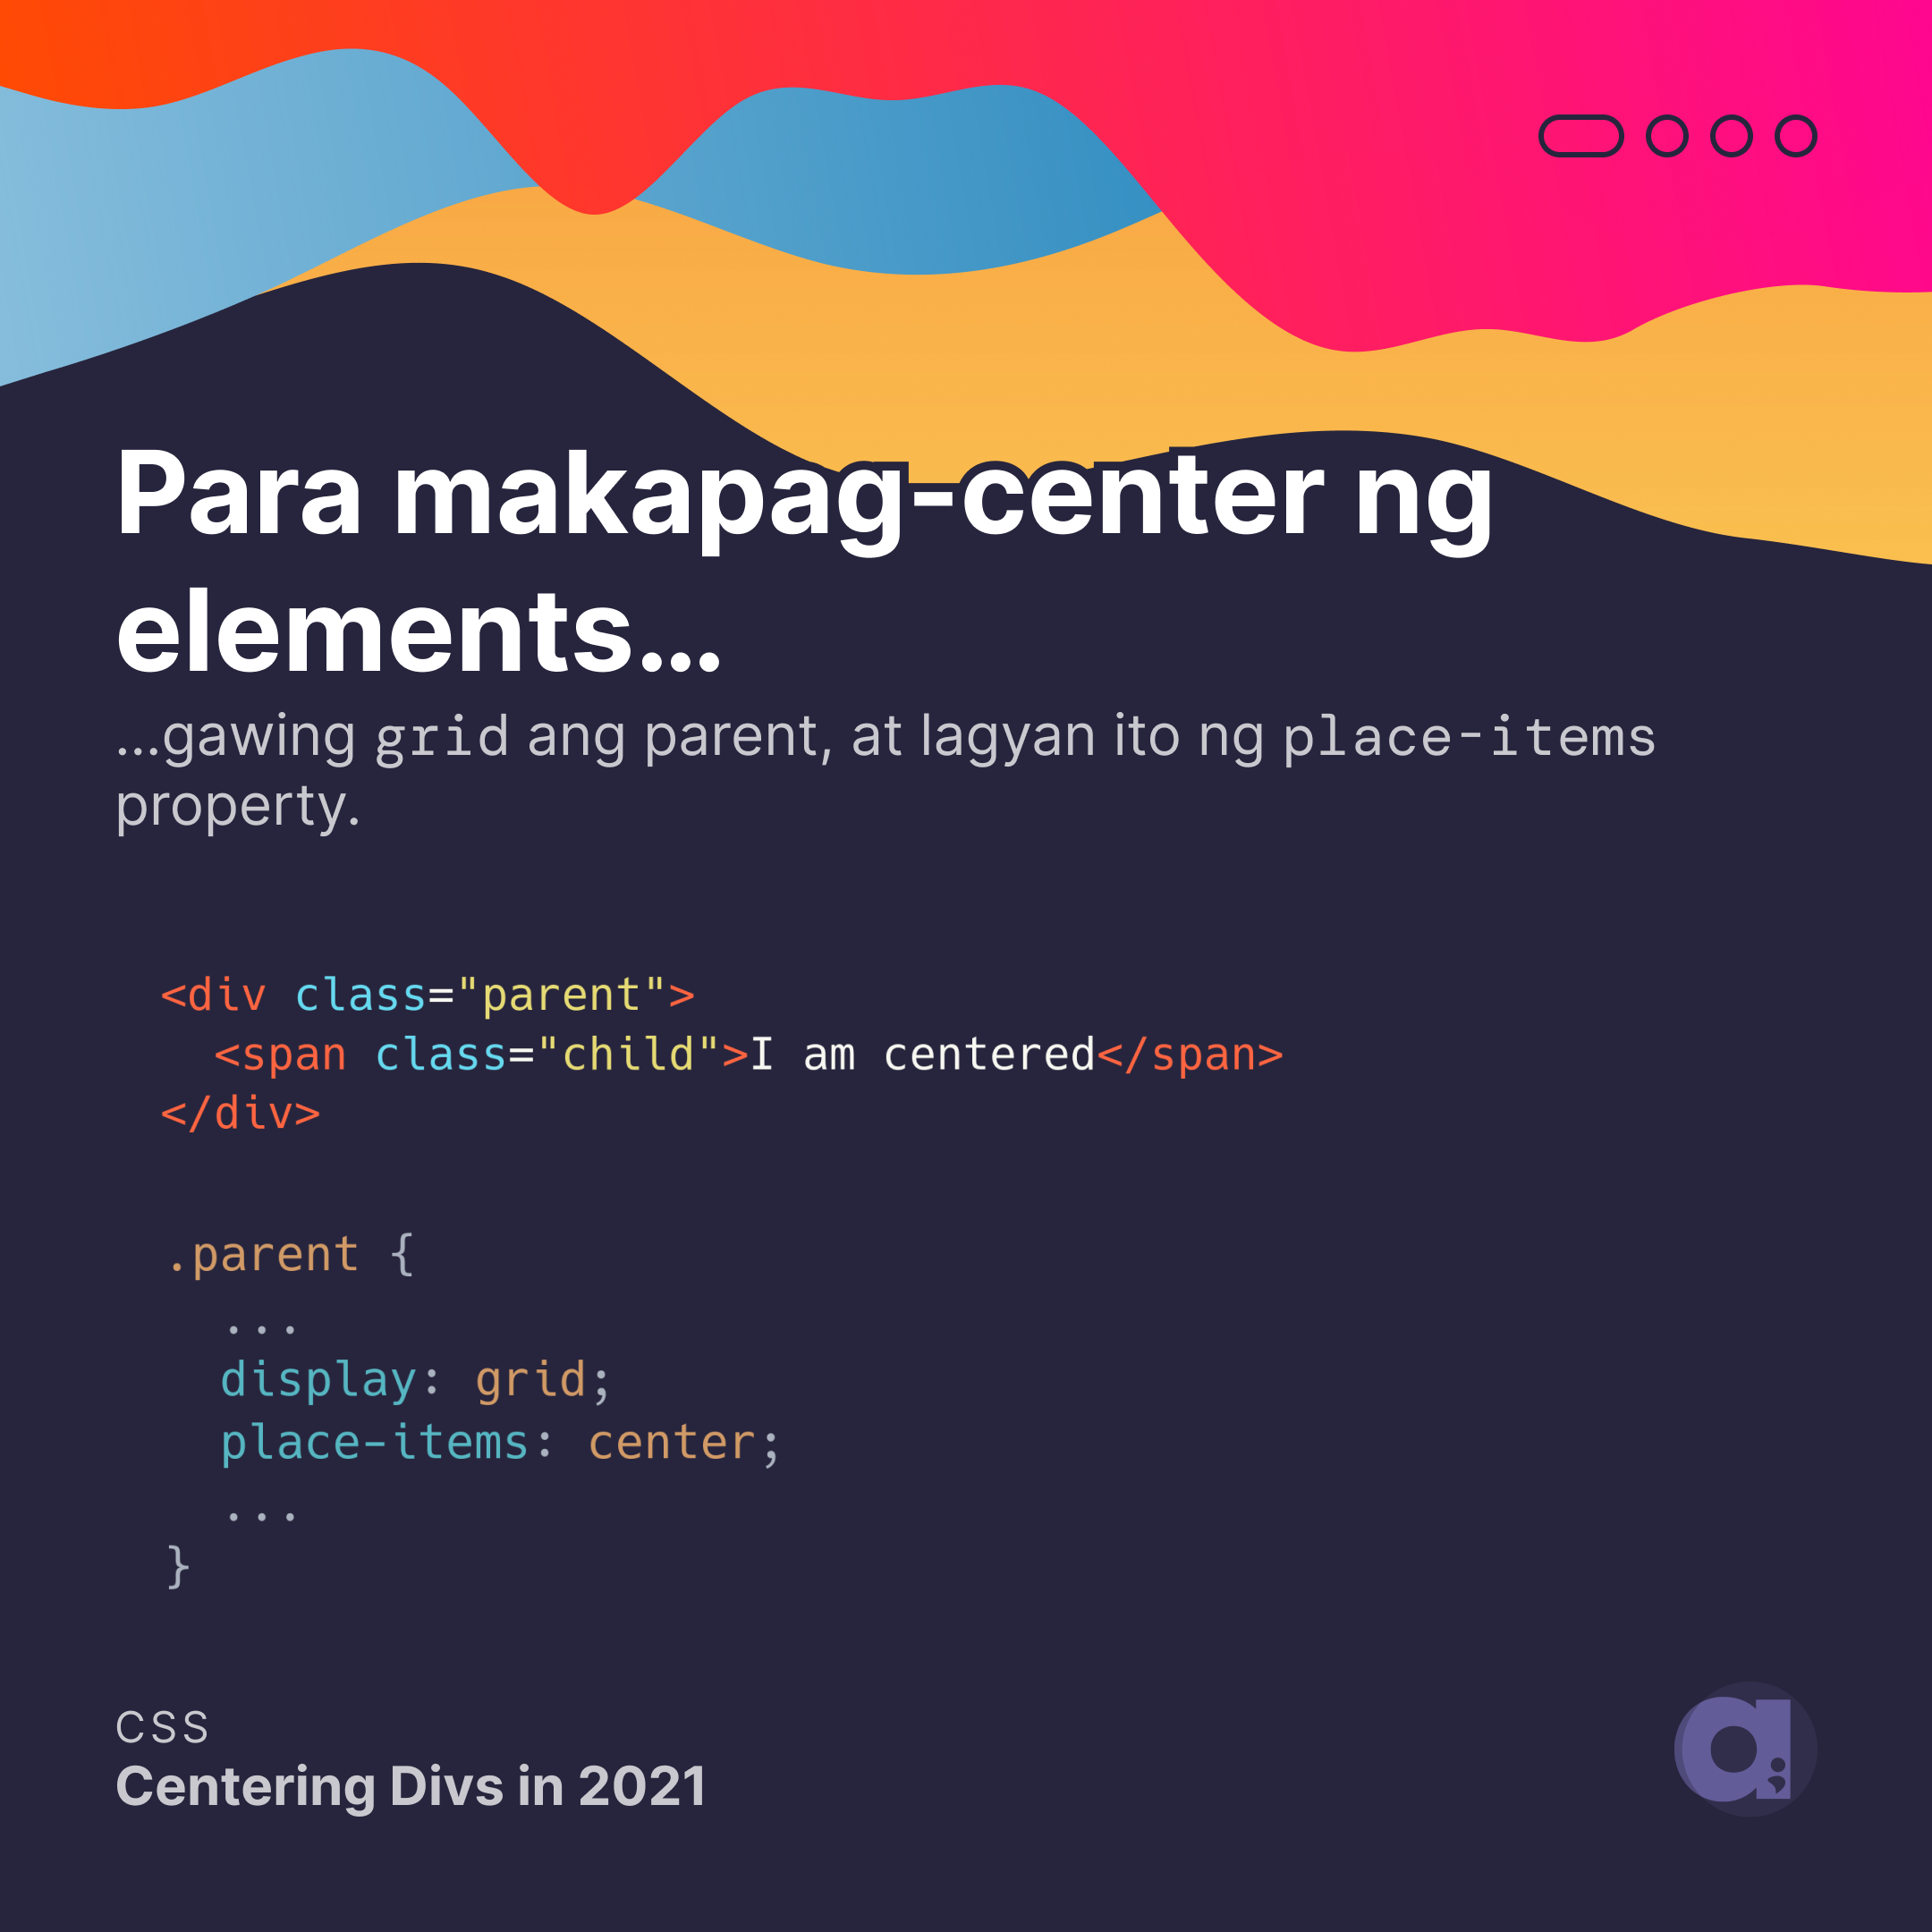 Para makapag-center ng
elements...
...gawing grid ang parent, at lagyan ito ng place-items
property.
<div class="parent">
  <span class="child">I am centered</span>
</div>
.parent {
  ...
  display: grid;
  place-items: center;
  ...
}
CSS
Centering Divs in 2021
a;